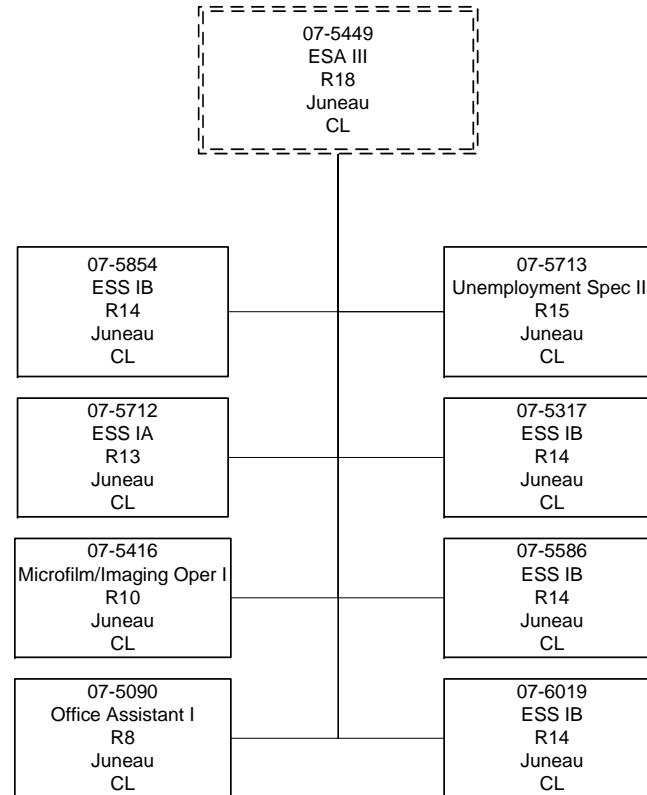 07-5449
ESA III
R18
Juneau
CL
07-5854
ESS IB
R14
Juneau
CL
07-5713
Unemployment Spec II
R15
Juneau
CL
07-5712
ESS IA
R13
Juneau
CL
07-5317
ESS IB
R14
Juneau
CL
07-5416
Microfilm/Imaging Oper I
R10
Juneau
CL
07-5586
ESS IB
R14
Juneau
CL
07-5090
Office Assistant I
R8
Juneau
CL
07-6019
ESS IB
R14
Juneau
CL